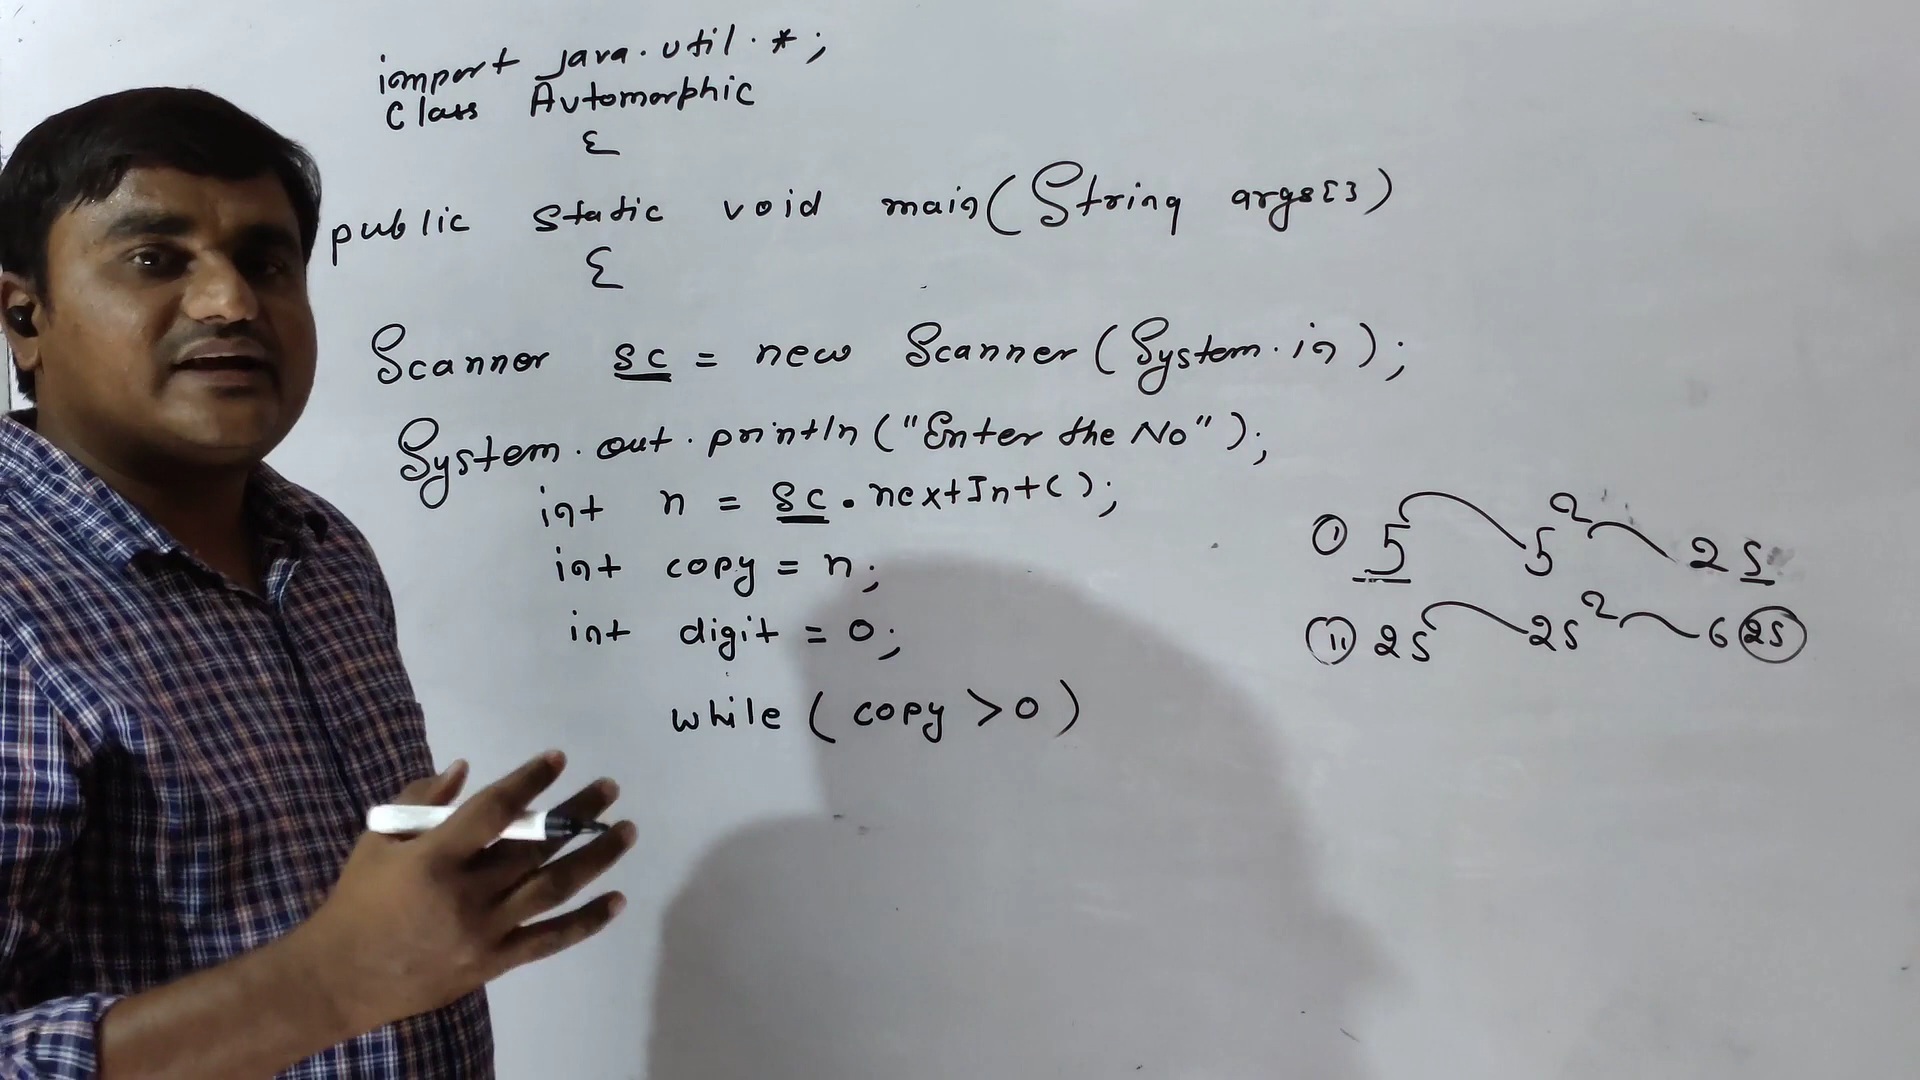 import java.util.*;
Class Automorphic
{
public static void main(String args[])
{
Scanner sc = new Scanner(System.in);
System.out.println("Enter the No");
int n = sc.nextInt();
int copy = n;
int digit = 0;
while (copy >0)
(i) 5 5² 25
(ii) 25 25² 625